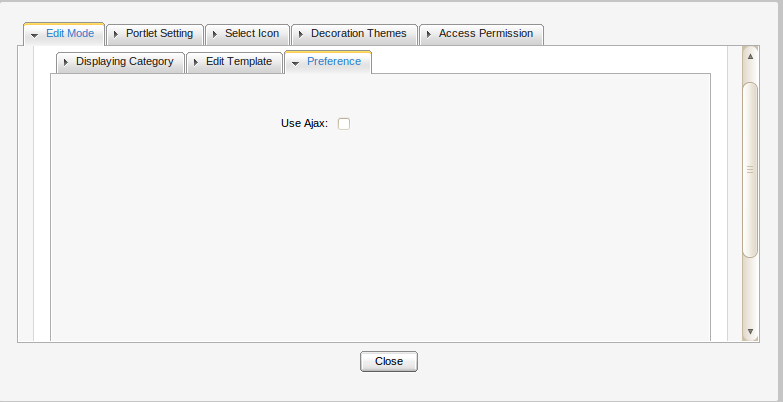 Edit Mode Portlet Setting Select Icon Decoration Themes Access Permission
Displaying Category Edit Template Preference
Use Ajax:
Close